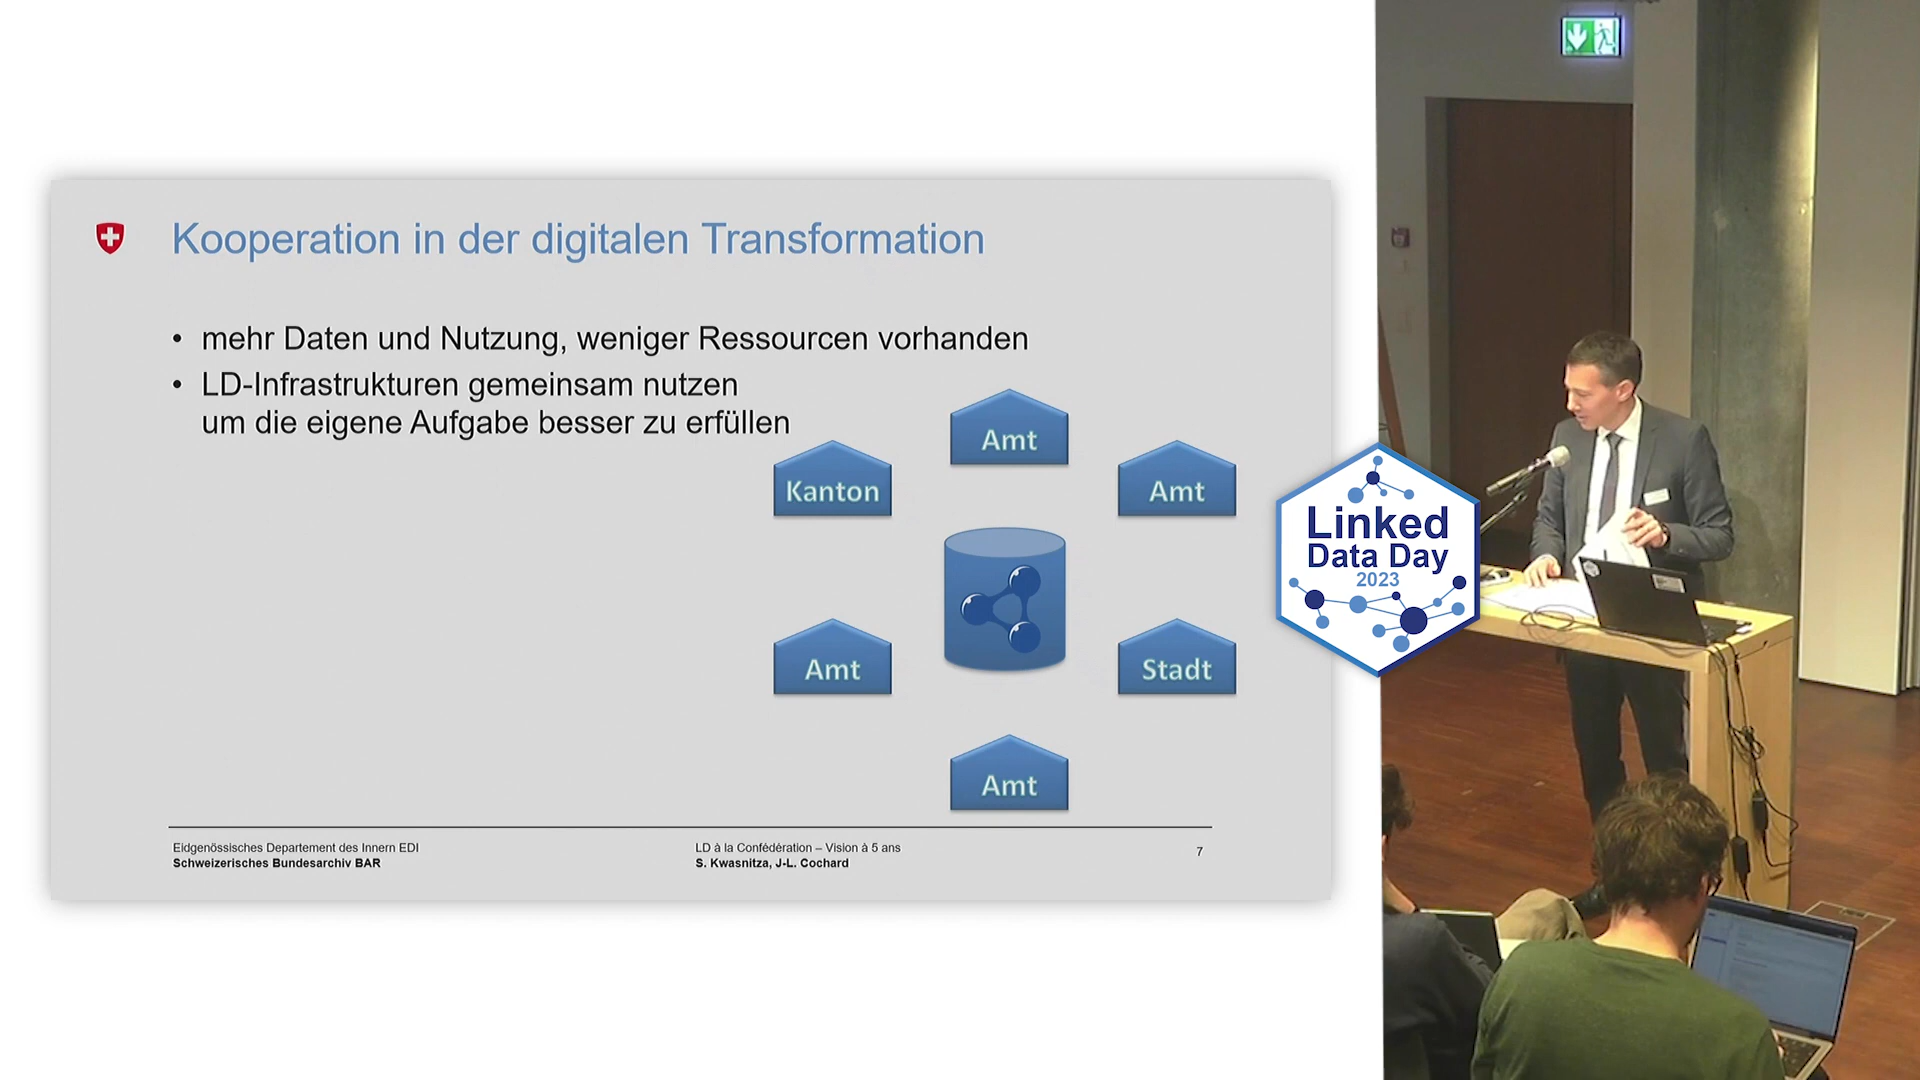 Kooperation in der digitalen Transformation
• mehr Daten und Nutzung, weniger Ressourcen vorhanden
• LD-Infrastrukturen gemeinsam nutzen
um die eigene Aufgabe besser zu erfüllen
Amt
Kanton
Amt
Amt
Stadt
Amt
Eidgenössisches Departement des Innern EDI
Schweizerisches Bundesarchiv BAR
LD à la Confédération – Vision à 5 ans
S. Kwasnitza, J-L. Cochard
7
Linked
Data Day
2023